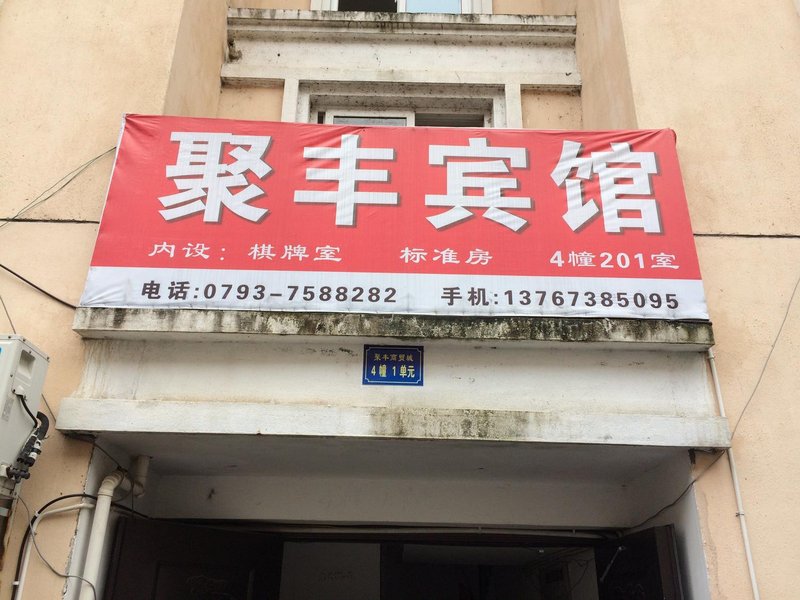 聚丰宾馆
内设：棋牌室 标准房 4幢201室
电话:0793-7588282 手机:13767385095
聚丰商贸城
4幢 1单元